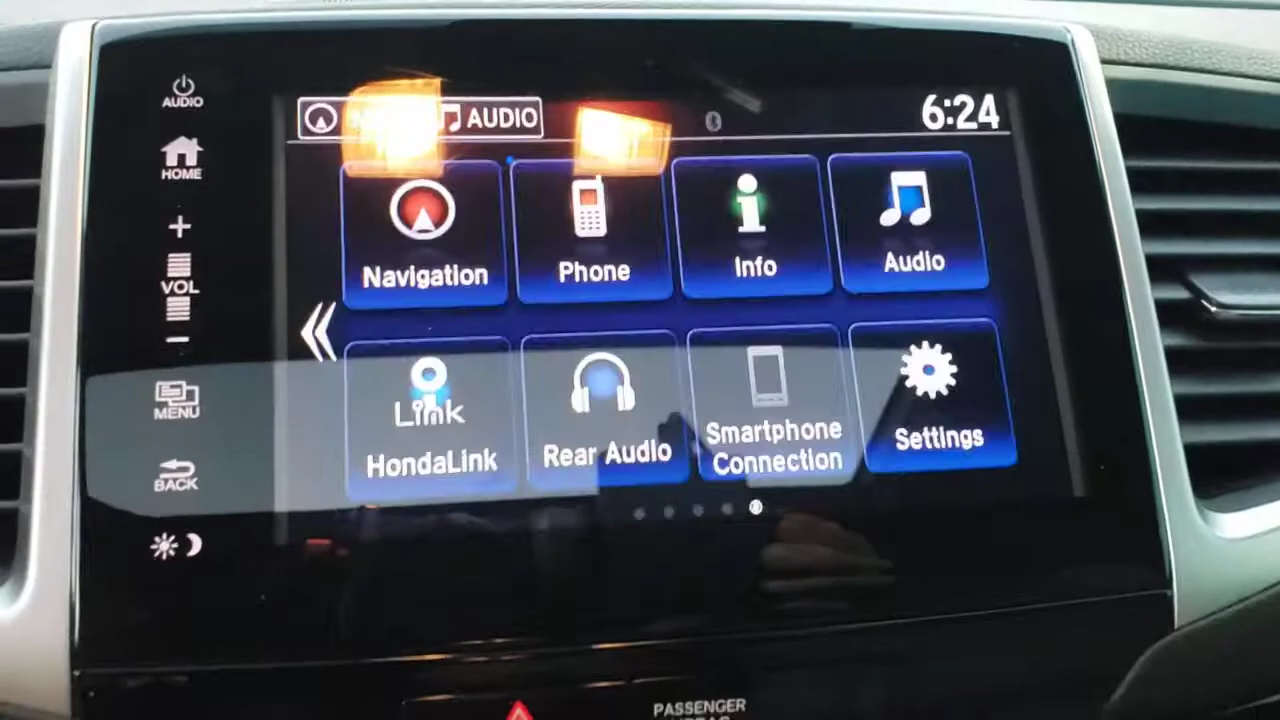 AUDIO
HOME
VOL
MENU
BACK
AUDIO
6:24
Navigation
Phone
Info
Audio
Link
HondaLink
Rear Audio
Smartphone
Connection
Settings
PASSENGER